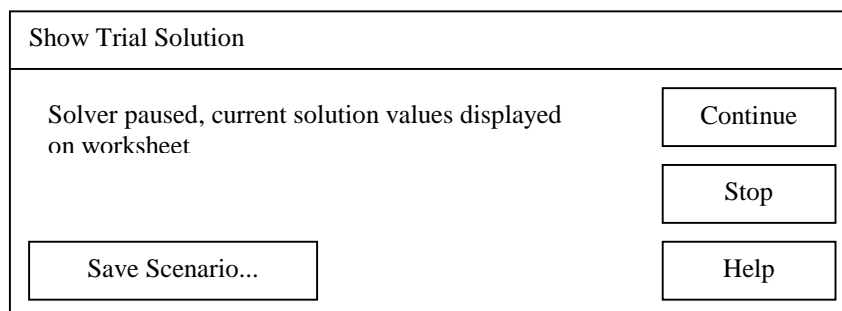 Show Trial Solution
Solver paused, current solution values displayed
on worksheet
Continue
Stop
Save Scenario...
Help